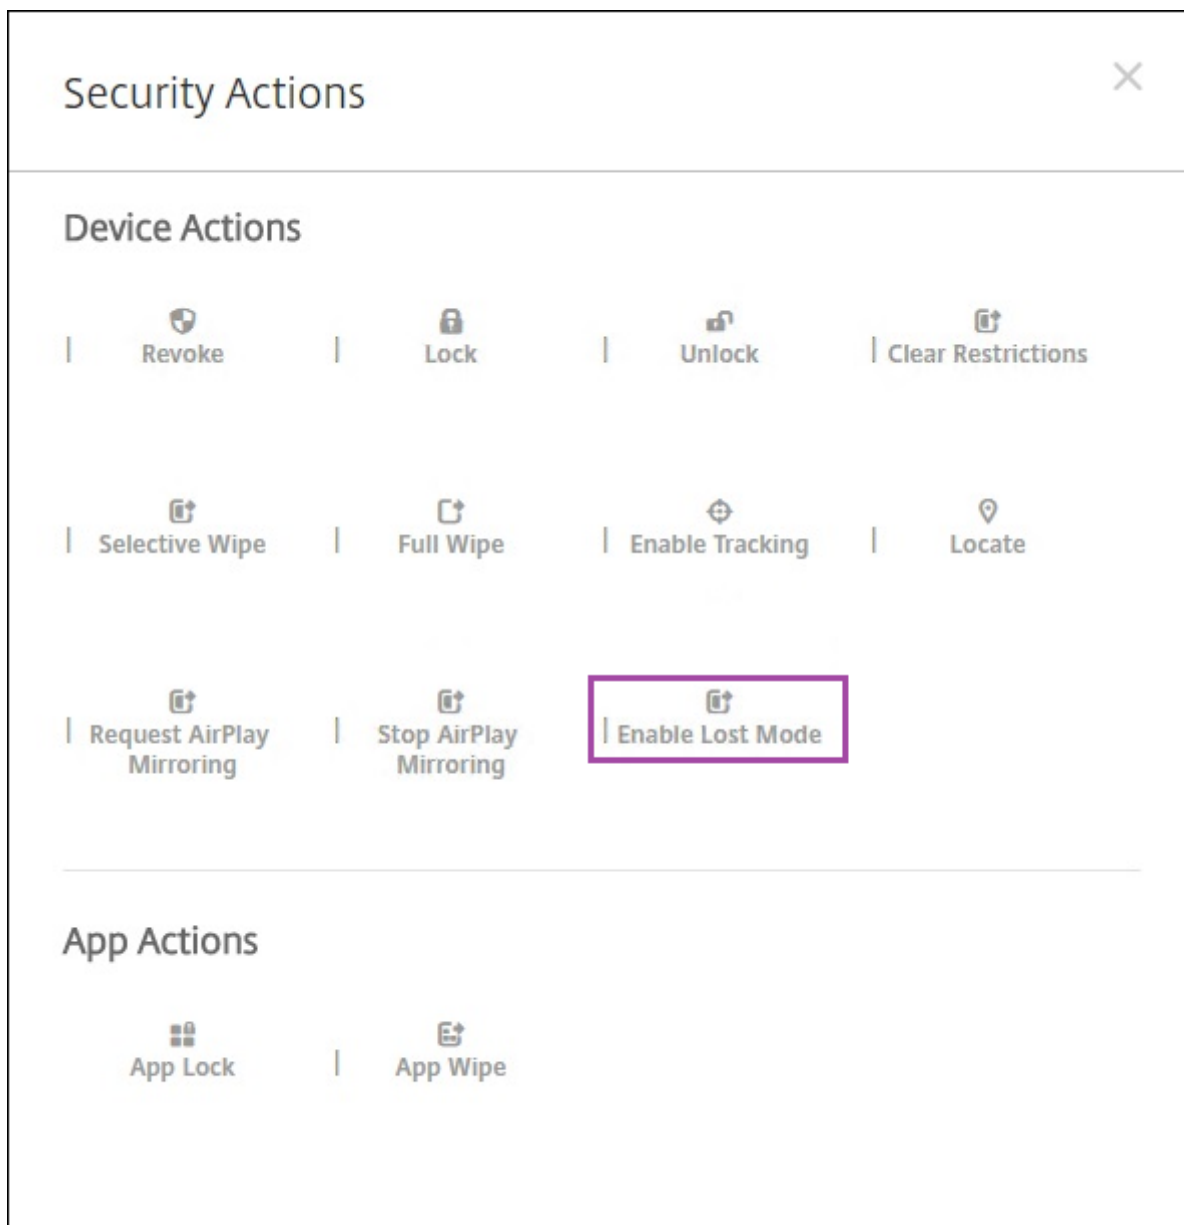 Security Actions
Device Actions
Revoke
Lock
Unlock
Clear Restrictions
Selective Wipe
Full Wipe
Enable Tracking
Locate
Request AirPlay
Mirroring
Stop AirPlay
Mirroring
Enable Lost Mode
App Actions
App Lock
App Wipe